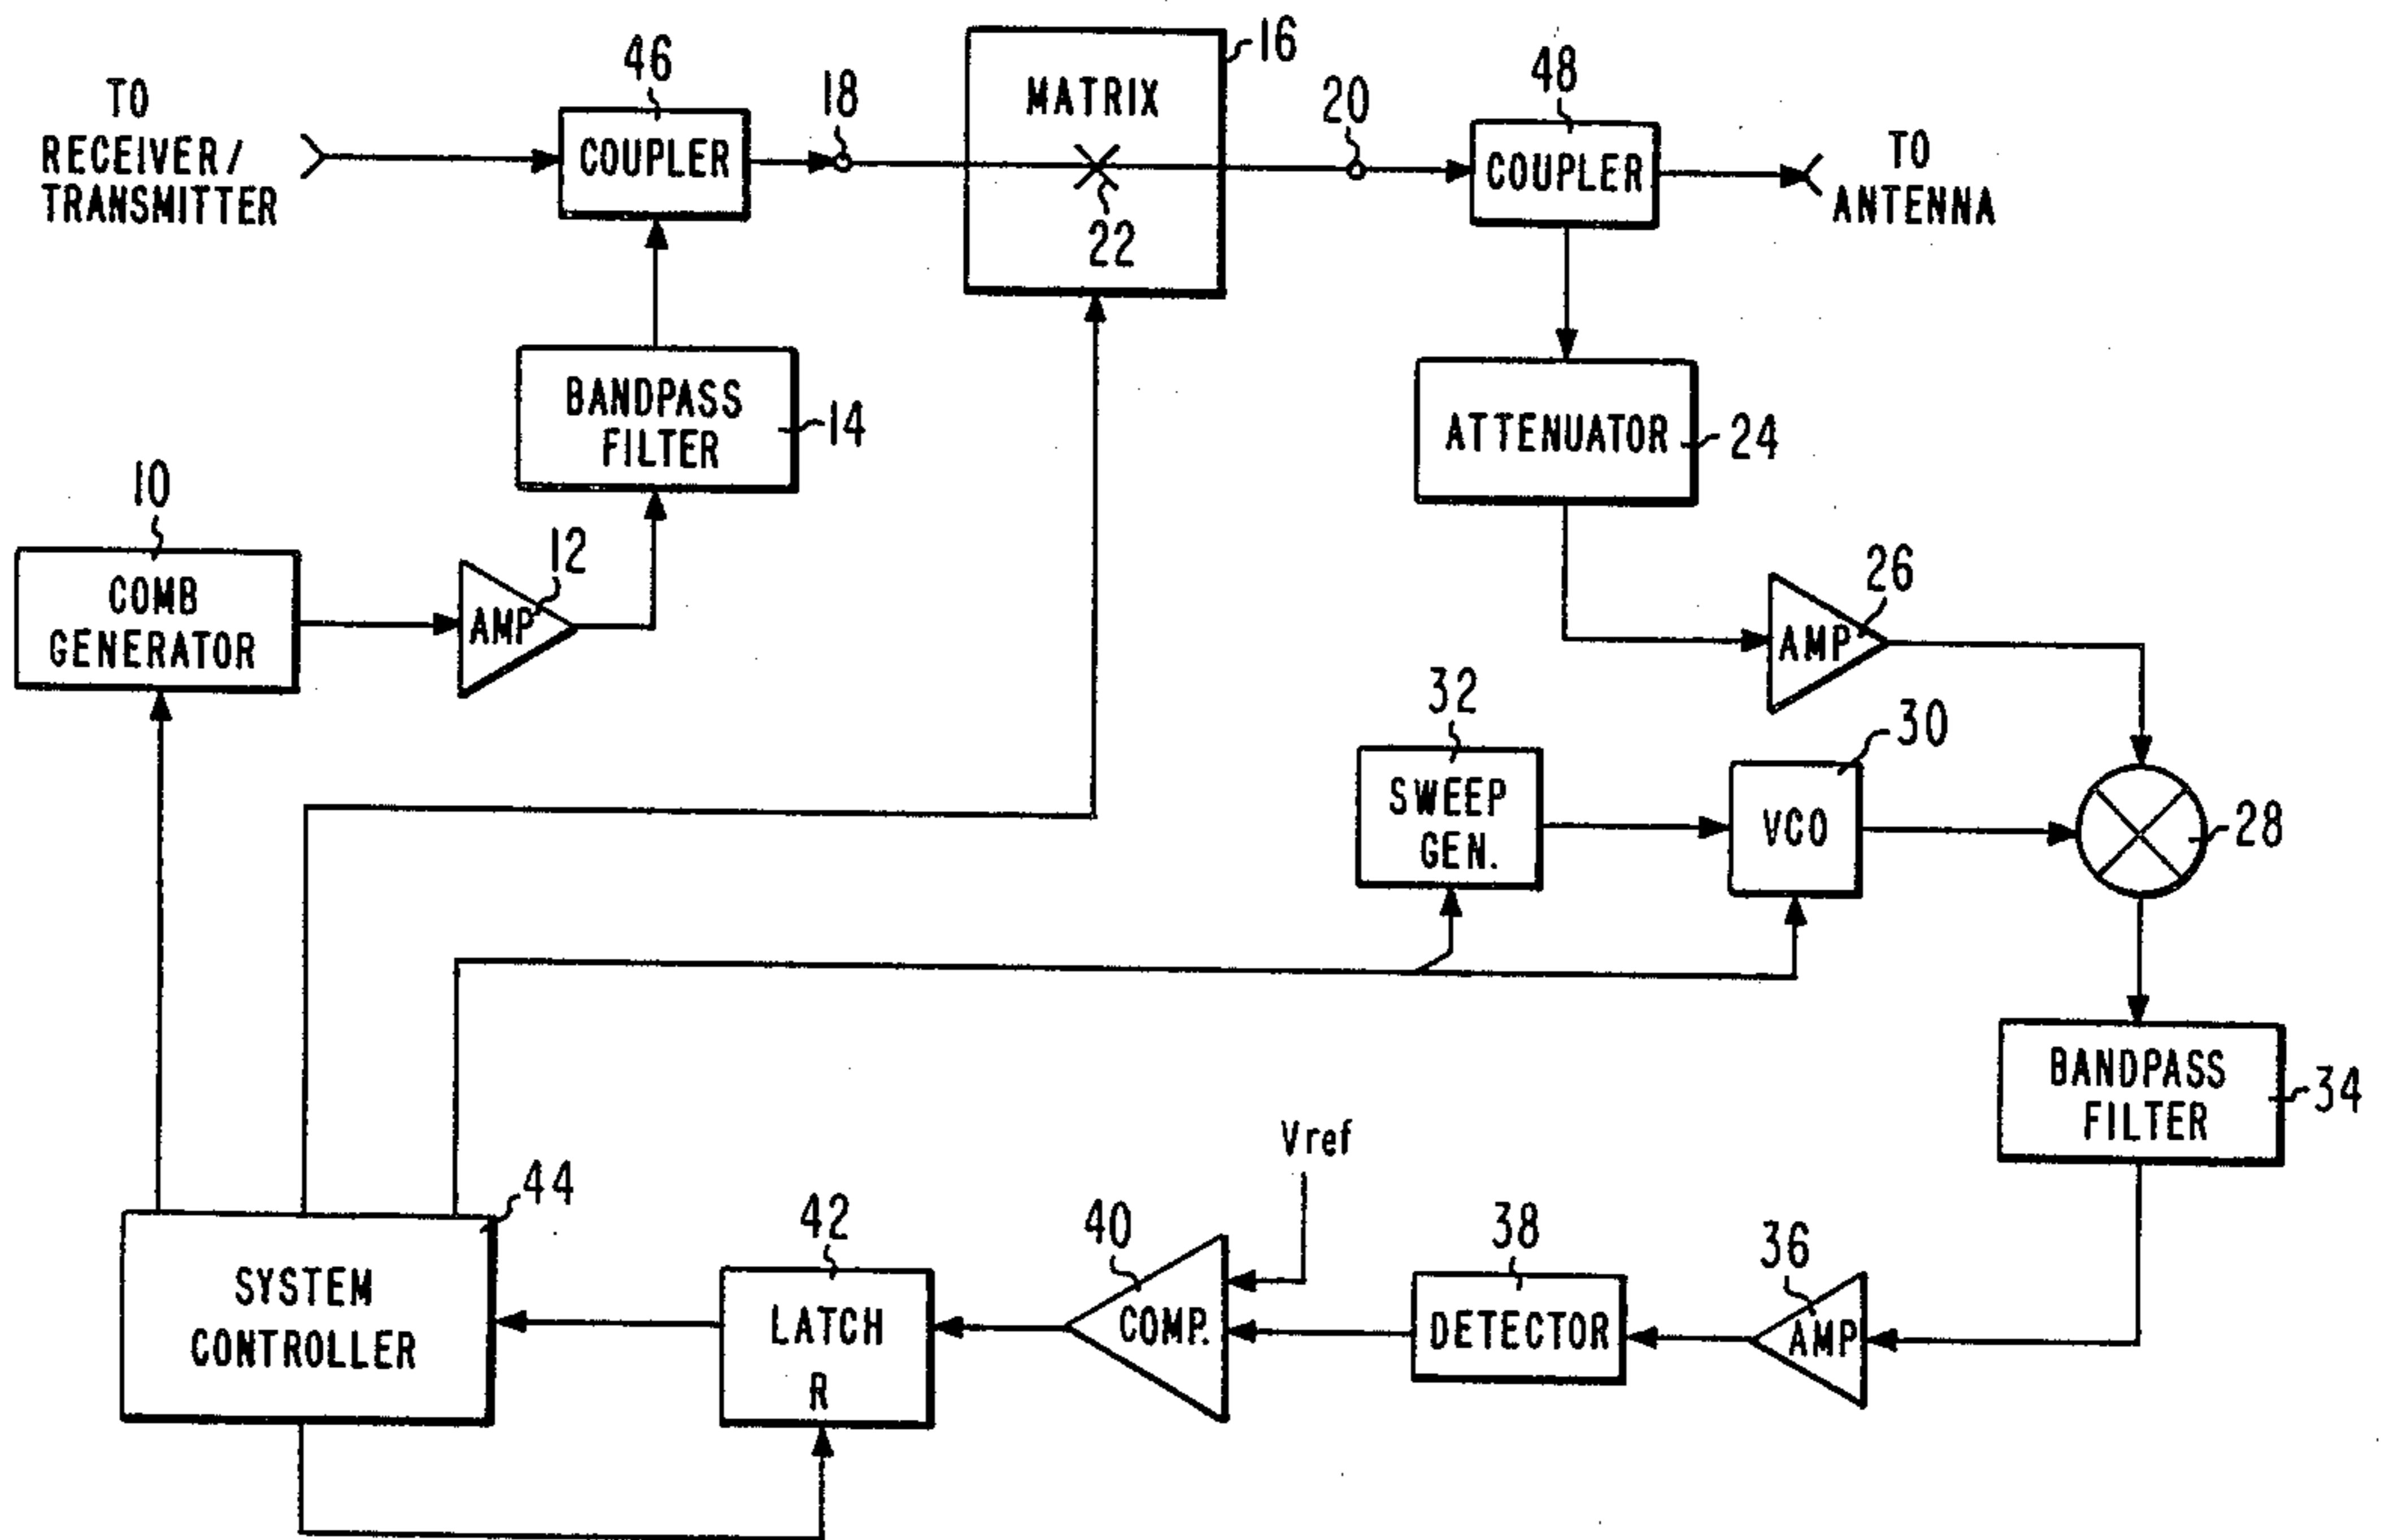 TO
RECEIVER/
TRANSMITTER
46
COUPLER
18
MATRIX
16
22
20
48
COUPLER
TO
ANTENNA
BANDPASS
FILTER
14
ATTENUATOR
24
10
COMB
GENERATOR
12
AMP
26
AMP
32
SWEEP
GEN.
30
VCO
28
BANDPASS
FILTER
34
Vref
44
SYSTEM
CONTROLLER
42
LATCH
R
40
COMP.
38
DETECTOR
36
AMP